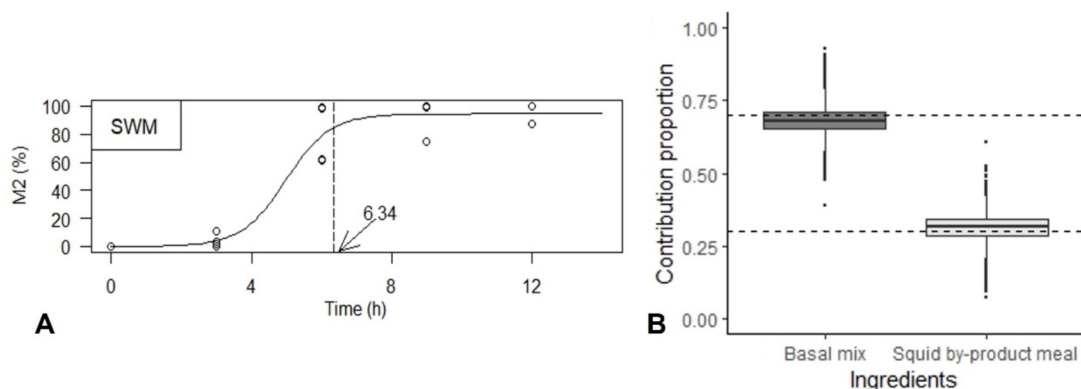 SWM
M2 (%)
100
80
60
40
20
0
6.34
0 4 8 12
Time (h)
A
Contribution proportion
1.00
0.75
0.50
0.25
0.00
Basal mix Squid by-product meal
Ingredients
B